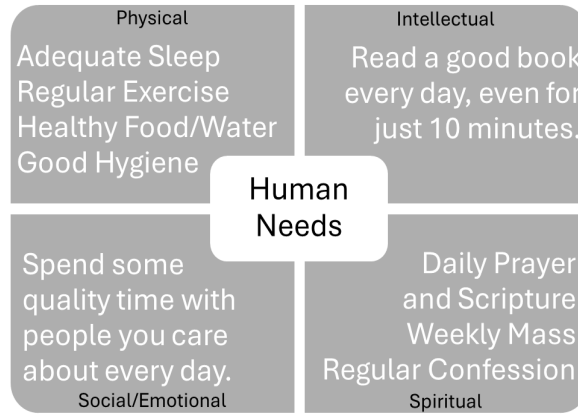 Physical
Adequate Sleep
Regular Exercise
Healthy Food/Water
Good Hygiene
Intellectual
Read a good book
every day, even for
just 10 minutes.
Human
Needs
Spend some
quality time with
people you care
about every day.
Social/Emotional
Daily Prayer
and Scripture
Weekly Mass
Regular Confession
Spiritual